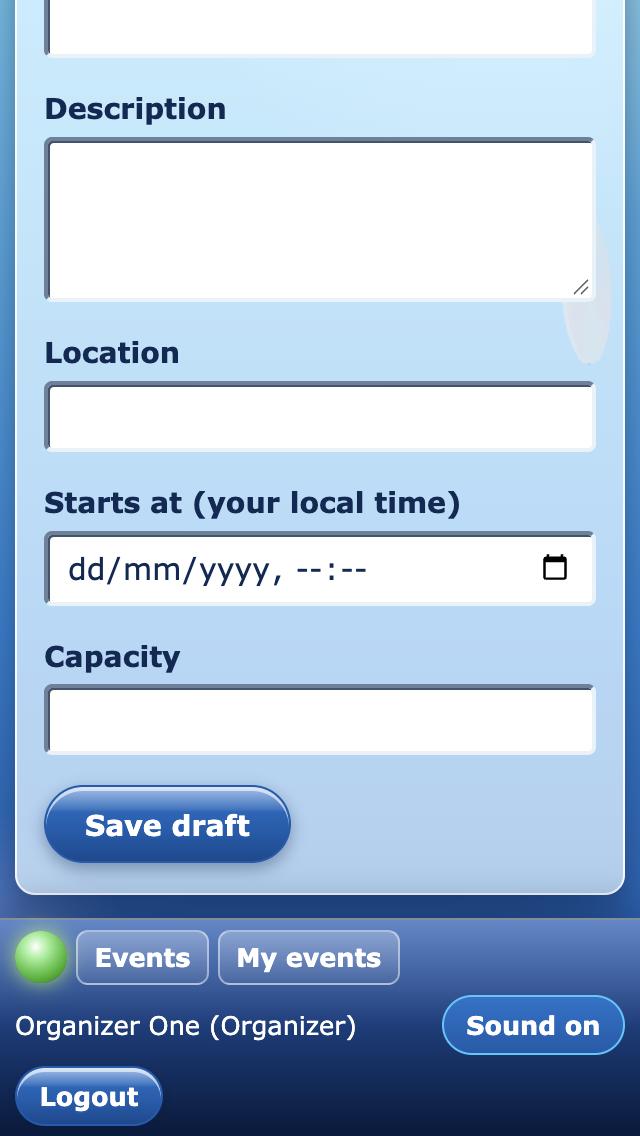 Description
Location
Starts at (your local time)
dd/mm/yyyy, --:--
Capacity
Save draft
Events
My events
Organizer One (Organizer)
Sound on
Logout